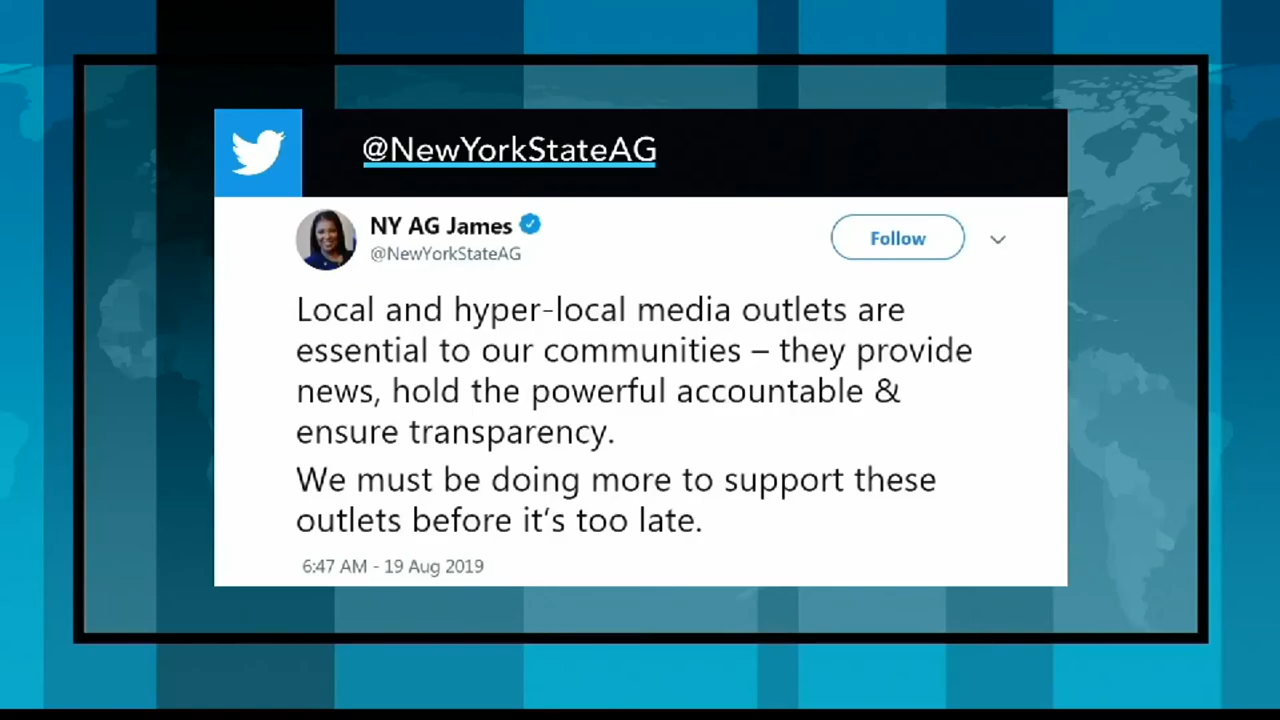 @NewYorkStateAG
NY AG James
@NewYorkStateAG
Follow
Local and hyper-local media outlets are
essential to our communities – they provide
news, hold the powerful accountable &
ensure transparency.
We must be doing more to support these
outlets before it’s too late.
6:47 AM - 19 Aug 2019